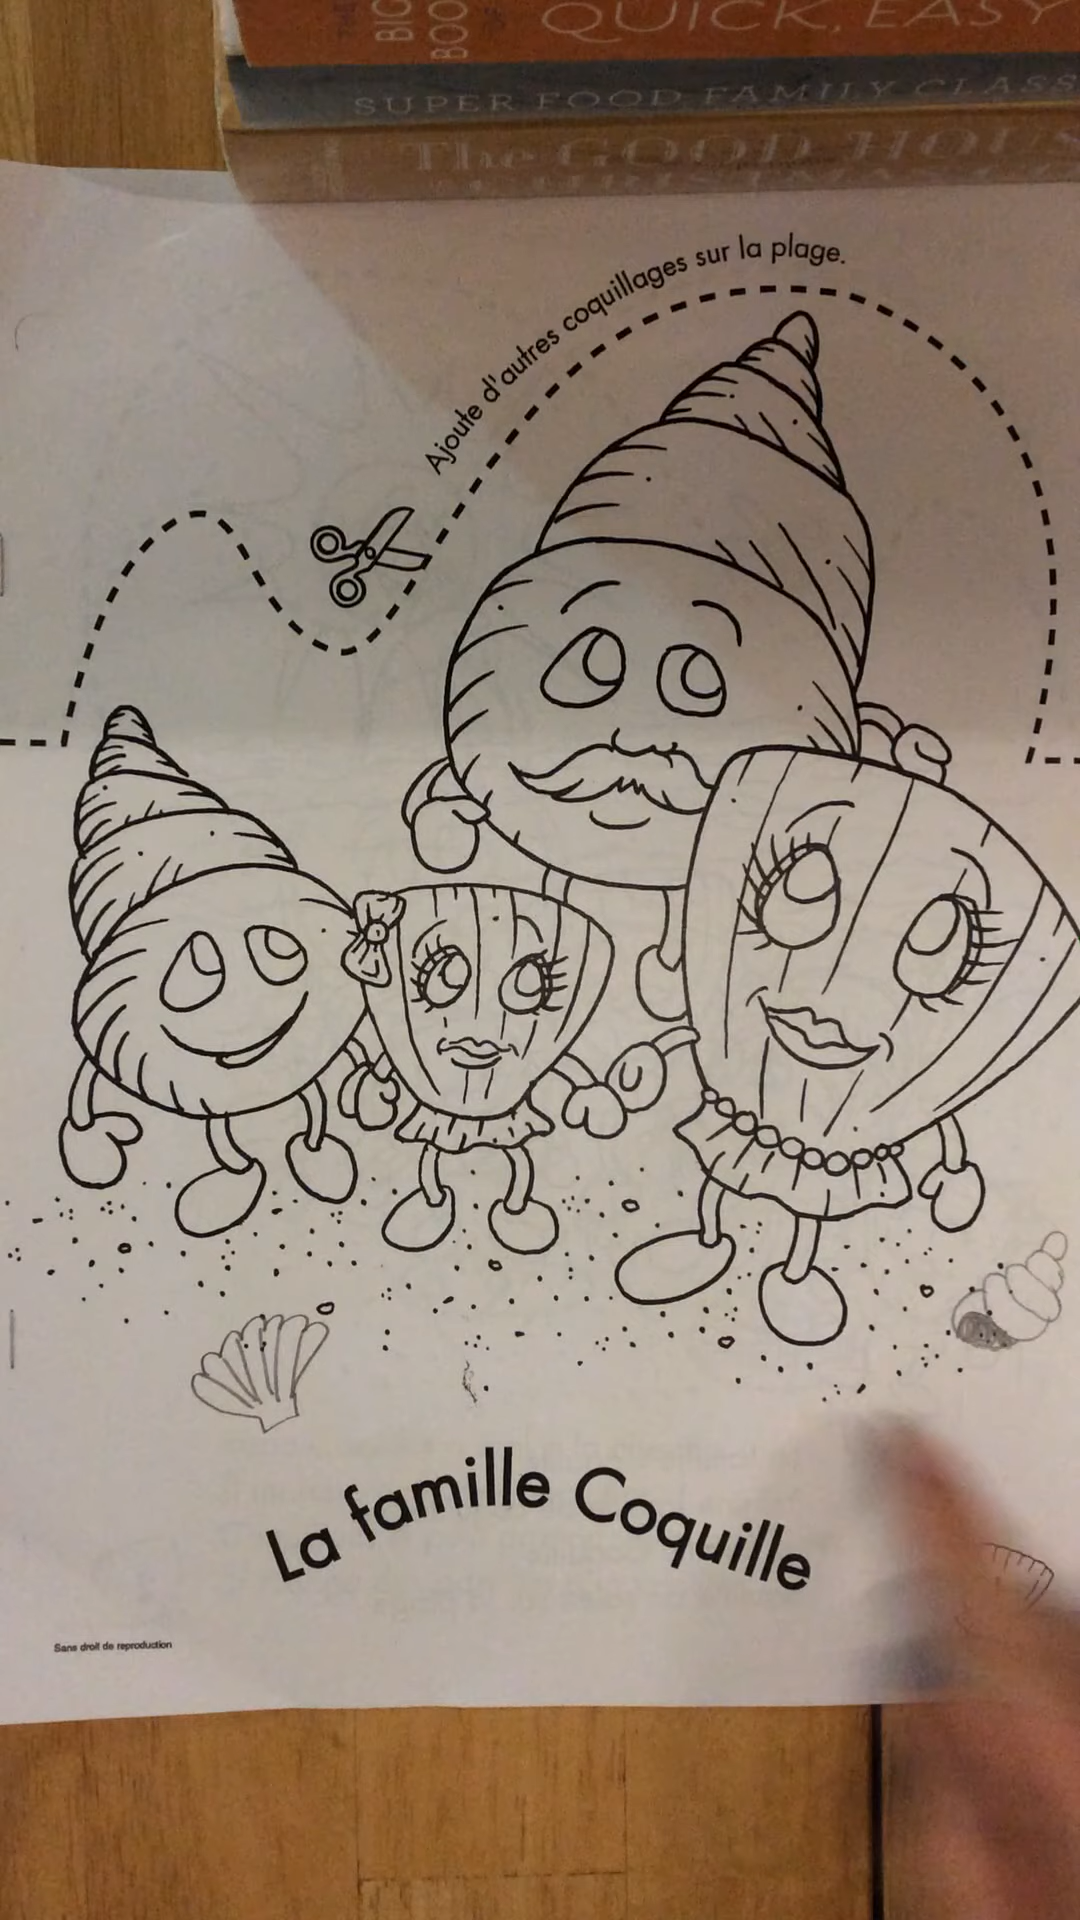 BIG
BOO
QUICK, EASY
SUPER FOOD FAMILY CLASS
The GOOD HOUS
Ajoute d'autres coquillages sur la plage.
La famille Coquille
Sans droit de reproduction